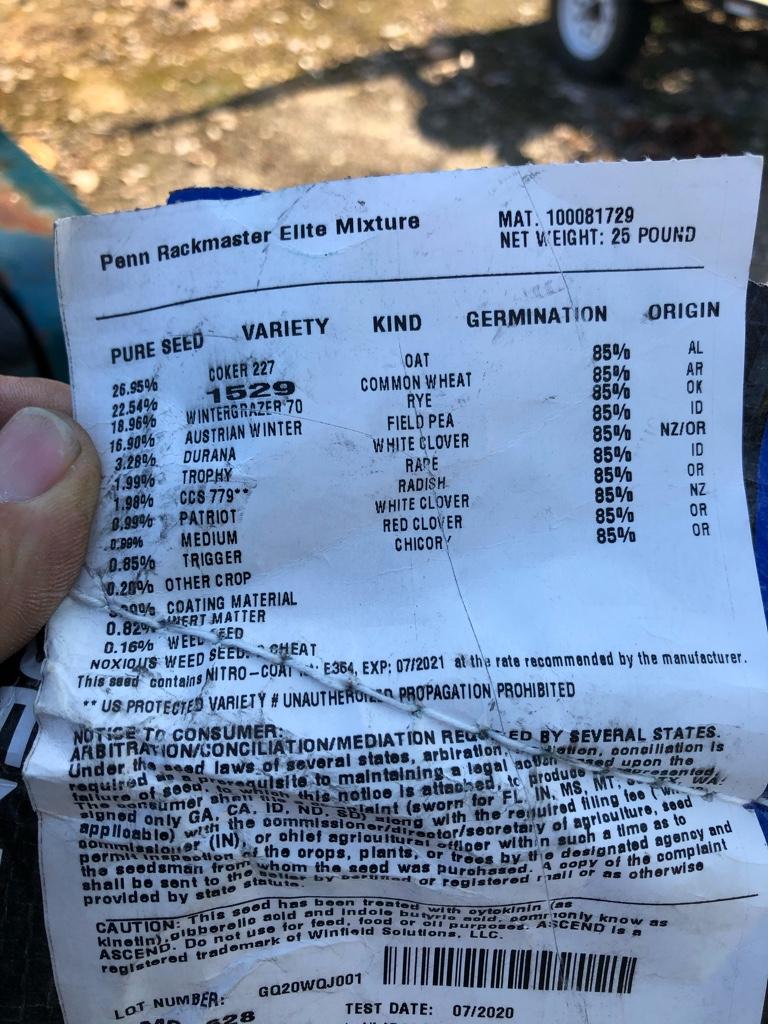 Penn Rackmaster Elite Mixture MAT. 100081729
NET WEIGHT: 25 POUND
PURE SEED VARIETY KIND GERMINATION ORIGIN
26.95% COKER 227 OAT 85% AL
22.54% 1529 COMMON WHEAT 85% AR
18.96% WINTERGRAZER 70 RYE 85% OK
16.90% AUSTRIAN WINTER FIELD PEA 85% ID
3.28% DURANA WHITE CLOVER 85% NZ/OR
1.99% TROPHY RAPE 85% ID
1.98% CCS 779** RADISH 85% OR
0.99% PATRIOT WHITE CLOVER 85% NZ
0.99% MEDIUM RED CLOVER 85% OR
0.85% TRIGGER CHICORY 85% OR
0.20% OTHER CROP
COATING MATERIAL
0.82% INERT MATTER
0.16% WEED SEED
NOXIOUS WEED SEEDS: CHEAT
This seed contains NITRO-COAT E364, EXP: 07/2021 at the rate recommended by the manufacturer.
** US PROTECTED VARIETY # UNAUTHORIZED PROPAGATION PROHIBITED
NOTICE TO CONSUMER:
ARBITRATION/CONCILIATION/MEDIATION REQUIRED BY SEVERAL STATES.
Under the seed laws of several states, arbitration, mediation, conciliation is
required as a prerequisite to maintaining a legal action based upon the
failure of seed, to which this notice is attached, to produce as represented.
The consumer shall file a complaint (sworn for FL, IN, MS, MT, TX, WA:
signed only GA, CA, ID, ND, SD) along with the required filing fee (where
applicable) with the commissioner/director/secretary of agriculture, seed
commissioner (IN), or chief agricultural officer within such a time as to
permit inspection of the crops, plants, or trees by the designated agency and
the seedsman from whom the seed was purchased. A copy of the complaint
shall be sent to the seller by certified or registered mail or as otherwise
provided by state statute.
CAUTION: This seed has been treated with cytokinin (as
kinetin), gibberellic acid and indole butyric acid, commonly know as
ASCEND. Do not use for feed, food or oil purposes. ASCEND is a
registered trademark of Winfield Solutions, LLC.
LOT NUMBER: GQ20WQJ001
628 TEST DATE: 07/2020